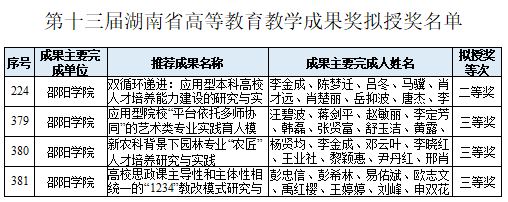 第十三届湖南省高等教育教学成果奖拟授奖名单
序号 成果主要完成单位 推荐成果名称 成果主要完成人姓名 拟授奖等次
224 邵阳学院 双循环递进：应用型本科高校人才培养能力建设的研究与实 李金成、陈梦迁、吕冬、马骥、肖才远、肖楚丽、岳抑波、唐杰、李 二等奖
379 邵阳学院 应用型院校“平台依托多师协同”的艺术类专业实践育人模 汪碧波、蒋剑平、赵敏丽、李定芳、韩磊、张贤富、舒玉洁、黄露、 三等奖
380 邵阳学院 新农科背景下园林专业“农匠”人才培养研究与实践 杨贤均、李金成、邓云叶、李晓红、王业社、黎颖惠、尹丹红、邢肖 三等奖
381 邵阳学院 高校思政课主导性和主体性相统一的“1234”教改模式研究与 彭忠信、彭希林、易佑斌、欧志文、禹红樱、王婷婷、刘峰、申双花 三等奖